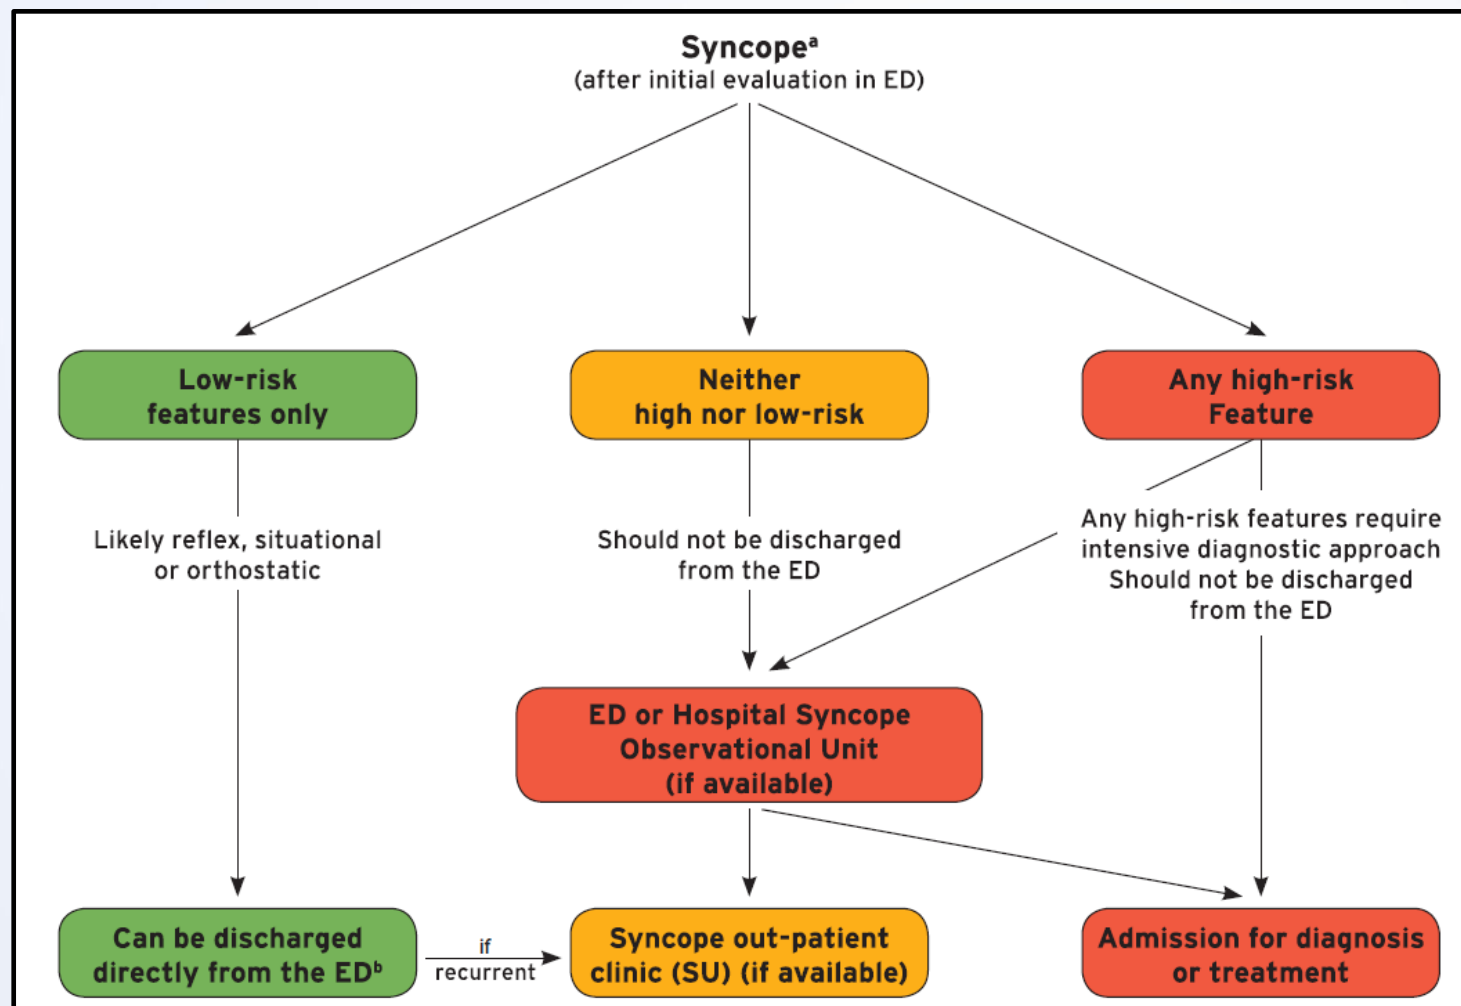 Syncopeᵃ
(after initial evaluation in ED)
Low-risk
features only
Neither
high nor low-risk
Any high-risk
Feature
Likely reflex, situational
or orthostatic
Should not be discharged
from the ED
Any high-risk features require
intensive diagnostic approach
Should not be discharged
from the ED
ED or Hospital Syncope
Observational Unit
(if available)
Can be discharged
directly from the EDᵇ
if
recurrent
Syncope out-patient
clinic (SU) (if available)
Admission for diagnosis
or treatment